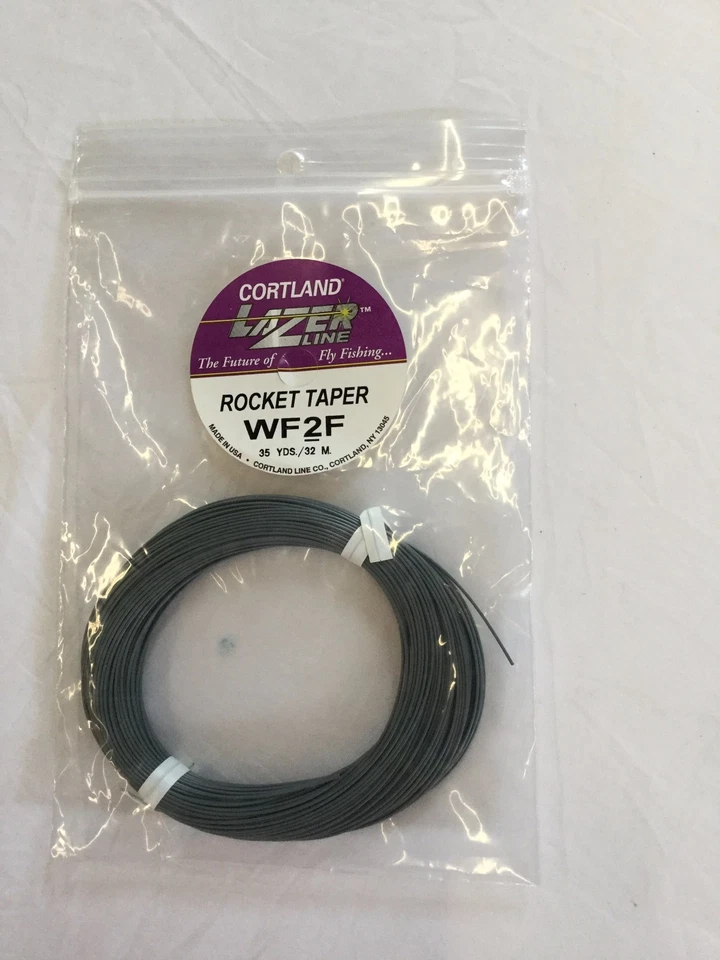 CORTLAND®
LAZER™
LINE
The Future of Fly Fishing...
ROCKET TAPER
WF2F
35 YDS./32 M.
MADE IN USA • CORTLAND LINE CO., CORTLAND, NY 13045